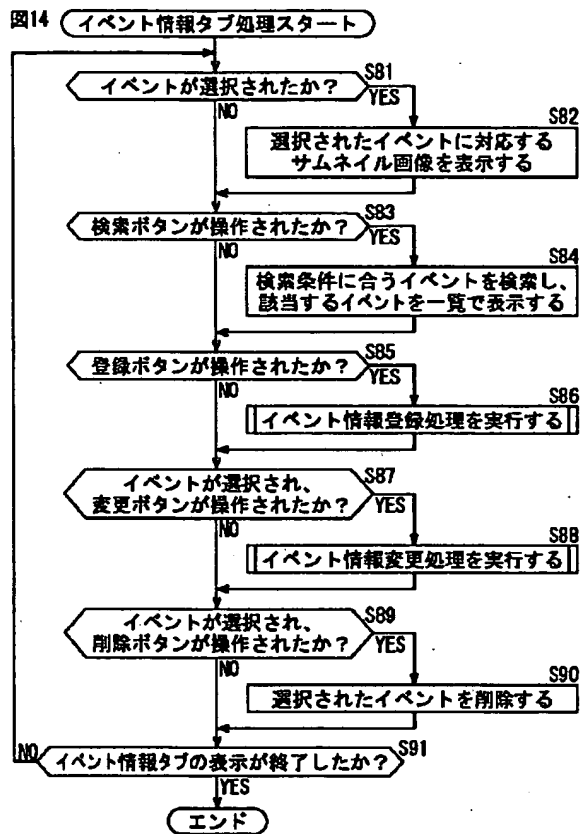 図14
イベント情報タブ処理スタート
イベントが選択されたか？
S81
YES
NO
S82
選択されたイベントに対応する
サムネイル画像を表示する
検索ボタンが操作されたか？
S83
YES
NO
S84
検索条件に合うイベントを検索し、
該当するイベントを一覧で表示する
登録ボタンが操作されたか？
S85
YES
NO
S86
イベント情報登録処理を実行する
イベントが選択され、
変更ボタンが操作されたか？
S87
YES
NO
S88
イベント情報変更処理を実行する
イベントが選択され、
削除ボタンが操作されたか？
S89
YES
NO
S90
選択されたイベントを削除する
NO
イベント情報タブの表示が終了したか？
S91
YES
エンド